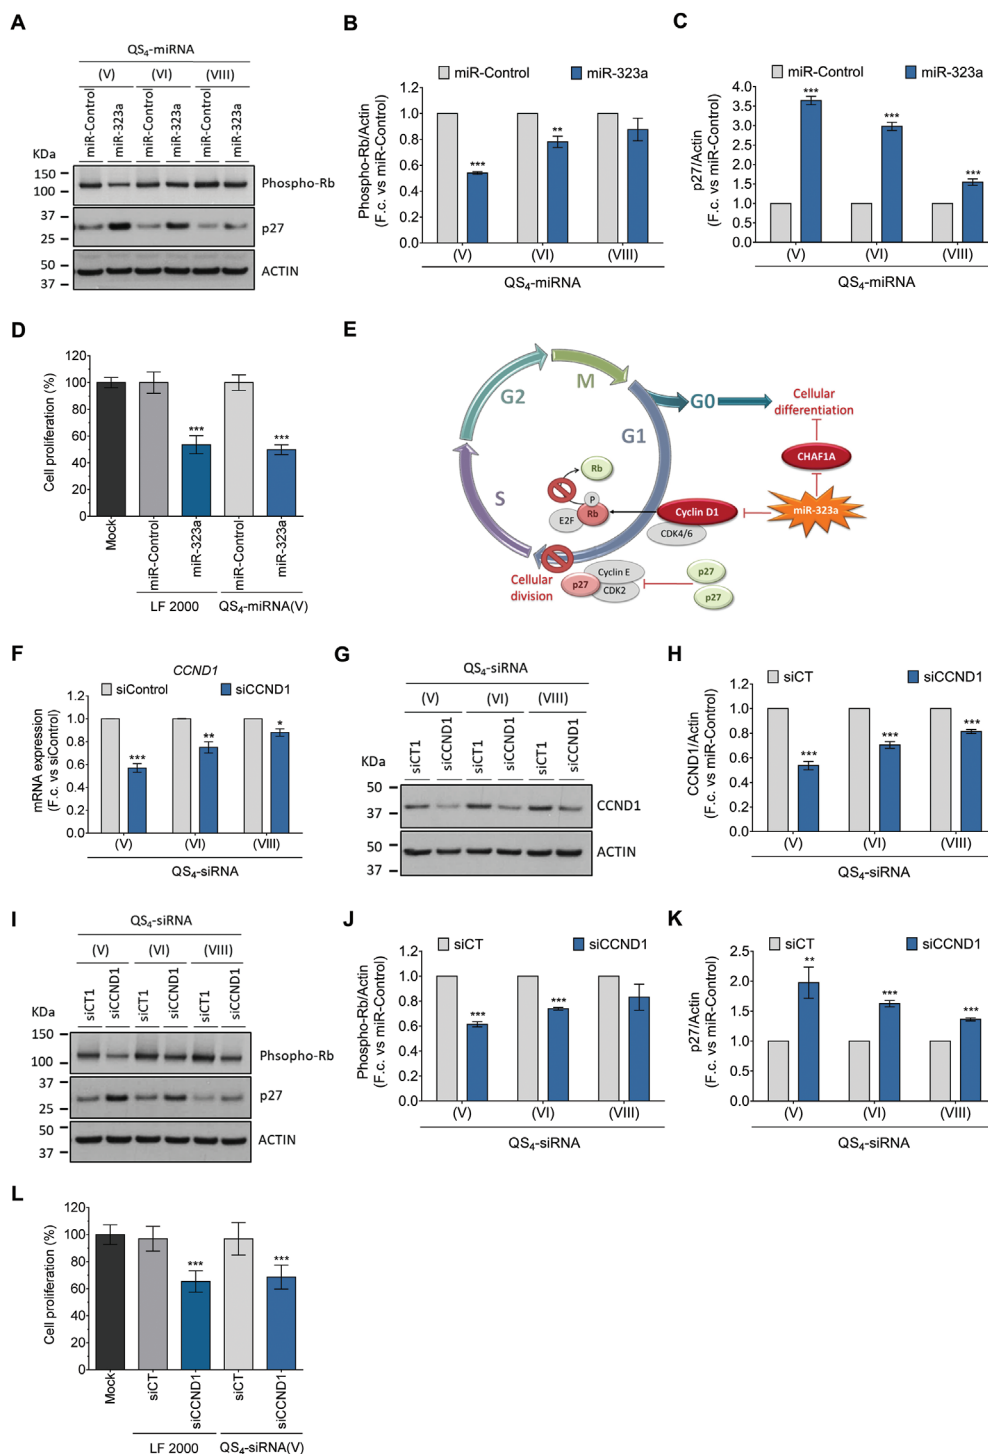 A
QS4-miRNA
(V) (VI) (VIII)
miR-Control miR-323a miR-Control miR-323a miR-Control miR-323a
KDa
150
100
Phospho-Rb
37
25
p27
50
37
ACTIN
B
miR-Control miR-323a
Phospho-Rb/Actin
(F.c. vs miR-Control)
1.2
1.0
0.8
0.6
0.4
0.2
0.0
*** **
(V) (VI) (VIII)
QS4-miRNA
C
miR-Control miR-323a
p27/Actin
(F.c. vs miR-Control)
4.0
3.5
3.0
2.5
2.0
1.5
1.0
0.5
0.0
*** *** ***
(V) (VI) (VIII)
QS4-miRNA
D
Cell proliferation (%)
120
100
80
60
40
20
0
*** ***
Mock miR-Control miR-323a miR-Control miR-323a
LF 2000 QS4-miRNA(V)
E
M
G2
G0
Cellular
differentiation
G1
CHAF1A
Rb
S
P
miR-323a
Cyclin D1
E2F Rb
CDK4/6
Cellular
division
Cyclin E
p27
CDK2
p27
p27
F
CCND1
siControl siCCND1
mRNA expression
(F.c. vs siControl)
1.2
1.0
0.8
0.6
0.4
0.2
0.0
*** ** *
(V) (VI) (VIII)
QS4-siRNA
G
QS4-siRNA
(V) (VI) (VIII)
siCT1 siCCND1 siCT1 siCCND1 siCT1 siCCND1
KDa
50
37
CCND1
50
37
ACTIN
H
siCT siCCND1
CCND1/Actin
(F.c. vs miR-Control)
1.2
1.0
0.8
0.6
0.4
0.2
0.0
*** *** ***
(V) (VI) (VIII)
QS4-siRNA
I
QS4-siRNA
(V) (VI) (VIII)
siCT1 siCCND1 siCT1 siCCND1 siCT1 siCCND1
KDa
150
100
Phsopho-Rb
37
25
p27
50
37
ACTIN
J
siCT siCCND1
Phospho-Rb/Actin
(F.c. vs miR-Control)
1.2
1.0
0.8
0.6
0.4
0.2
0.0
*** ***
(V) (VI) (VIII)
QS4-siRNA
K
siCT siCCND1
p27/Actin
(F.c. vs miR-Control)
2.5
2.0
1.5
1.0
0.5
0.0
** *** ***
(V) (VI) (VIII)
QS4-siRNA
L
Cell proliferation (%)
120
100
80
60
40
20
0
*** ***
Mock siCT siCCND1 siCT siCCND1
LF 2000 QS4-siRNA(V)